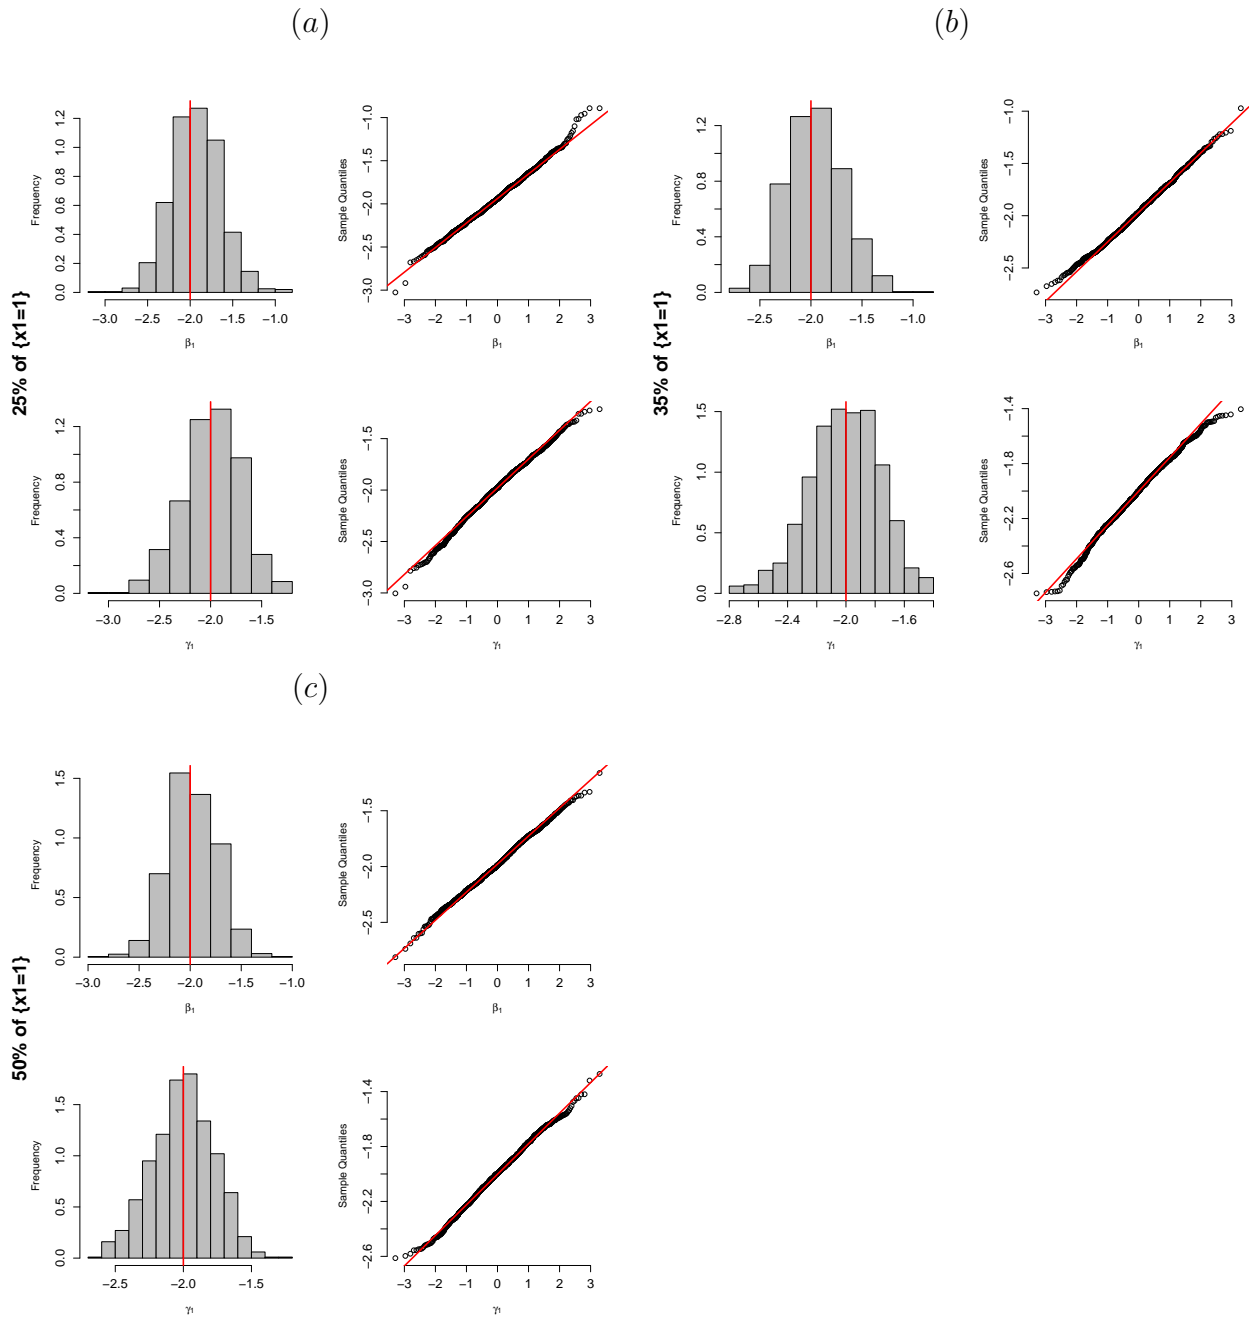 (a)
25% of {x1=1}
Frequency
0.0 0.2 0.4 0.6 0.8 1.0 1.2
−3.0 −2.5 −2.0 −1.5 −1.0
β₁
Sample Quantiles
−3.0 −2.5 −2.0 −1.5 −1.0
−3 −2 −1 0 1 2 3
β₁
Frequency
0.0 0.4 0.8 1.2
−3.0 −2.5 −2.0 −1.5
γ₁
Sample Quantiles
−3.0 −2.5 −2.0 −1.5
−3 −2 −1 0 1 2 3
γ₁
(b)
35% of {x1=1}
Frequency
0.0 0.4 0.8 1.2
−2.5 −2.0 −1.5 −1.0
β₁
Sample Quantiles
−2.5 −2.0 −1.5 −1.0
−3 −2 −1 0 1 2 3
β₁
Frequency
0.0 0.5 1.0 1.5
−2.8 −2.4 −2.0 −1.6
γ₁
Sample Quantiles
−2.6 −2.2 −1.8 −1.4
−3 −2 −1 0 1 2 3
γ₁
(c)
50% of {x1=1}
Frequency
0.0 0.5 1.0 1.5
−3.0 −2.5 −2.0 −1.5 −1.0
β₁
Sample Quantiles
−2.5 −2.0 −1.5
−3 −2 −1 0 1 2 3
β₁
Frequency
0.0 0.5 1.0 1.5
−2.5 −2.0 −1.5
γ₁
Sample Quantiles
−2.6 −2.2 −1.8 −1.4
−3 −2 −1 0 1 2 3
γ₁